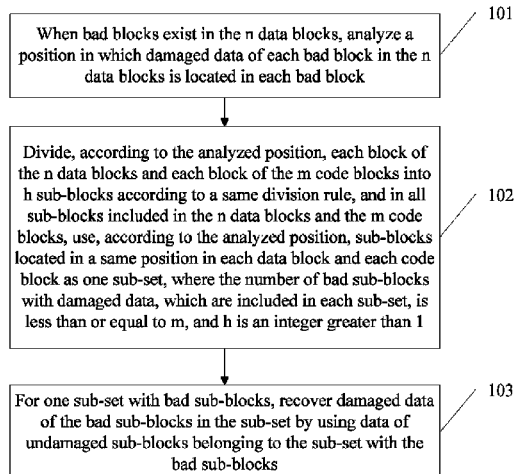 When bad blocks exist in the n data blocks, analyze a
position in which damaged data of each bad block in the n
data blocks is located in each bad block
101
Divide, according to the analyzed position, each block of
the n data blocks and each block of the m code blocks into
h sub-blocks according to a same division rule, and in all
sub-blocks included in the n data blocks and the m code
blocks, use, according to the analyzed position, sub-blocks
located in a same position in each data block and each code
block as one sub-set, where the number of bad sub-blocks
with damaged data, which are included in each sub-set, is
less than or equal to m, and h is an integer greater than 1
102
For one sub-set with bad sub-blocks, recover damaged data
of the bad sub-blocks in the sub-set by using data of
undamaged sub-blocks belonging to the sub-set with the
bad sub-blocks
103